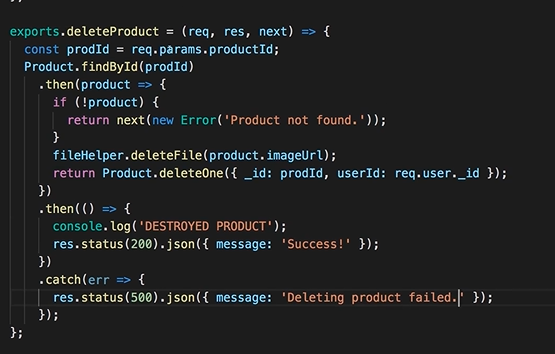 };
exports.deleteProduct = (req, res, next) => {
  const prodId = req.params.productId;
  Product.findById(prodId)
    .then(product => {
      if (!product) {
        return next(new Error('Product not found.'));
      }
      fileHelper.deleteFile(product.imageUrl);
      return Product.deleteOne({ _id: prodId, userId: req.user._id });
    })
    .then(() => {
      console.log('DESTROYED PRODUCT');
      res.status(200).json({ message: 'Success!' });
    })
    .catch(err => {
      res.status(500).json({ message: 'Deleting product failed.' });
    });
};